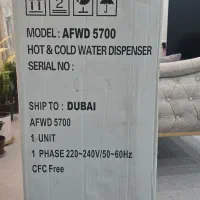 MODEL: AFWD 5700
HOT & COLD WATER DISPENSER
SERIAL NO :
SHIP TO : DUBAI
AFWD 5700
1 UNIT
1 PHASE 220~240V/50~60Hz
CFC Free